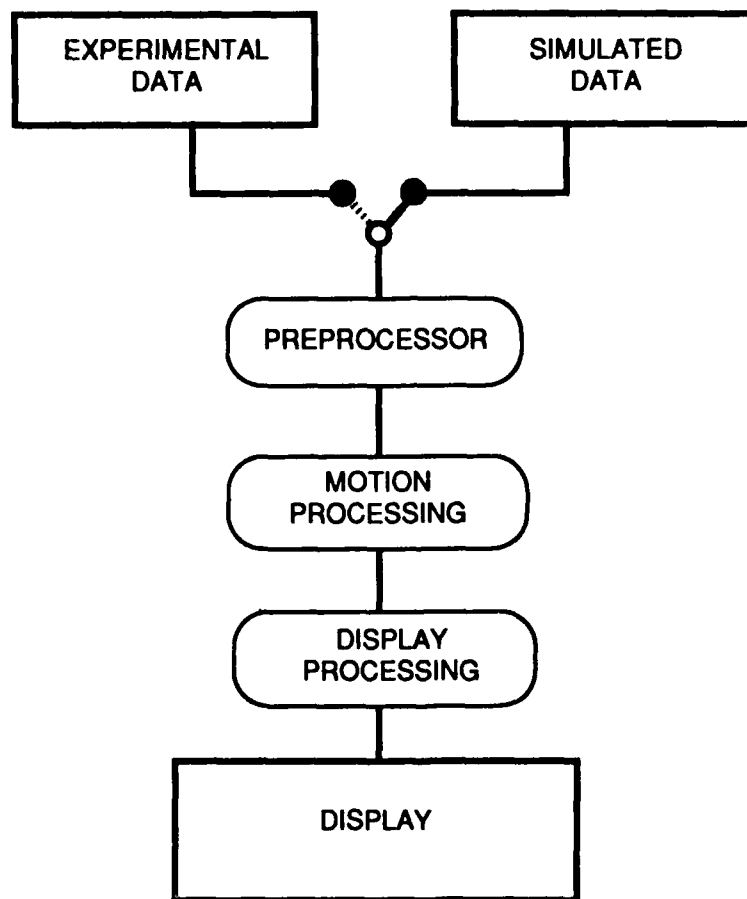 EXPERIMENTAL
DATA
SIMULATED
DATA
PREPROCESSOR
MOTION
PROCESSING
DISPLAY
PROCESSING
DISPLAY